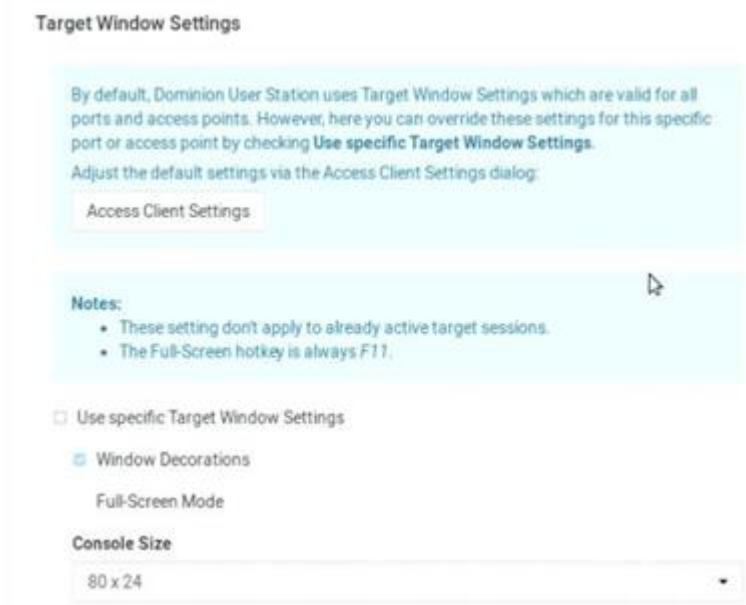 Target Window Settings
By default, Dominion User Station uses Target Window Settings which are valid for all
ports and access points. However, here you can override these settings for this specific
port or access point by checking Use specific Target Window Settings.
Adjust the default settings via the Access Client Settings dialog:
Access Client Settings
Notes:
• These setting don't apply to already active target sessions.
• The Full-Screen hotkey is always F11.
Use specific Target Window Settings
Window Decorations
Full-Screen Mode
Console Size
80 x 24